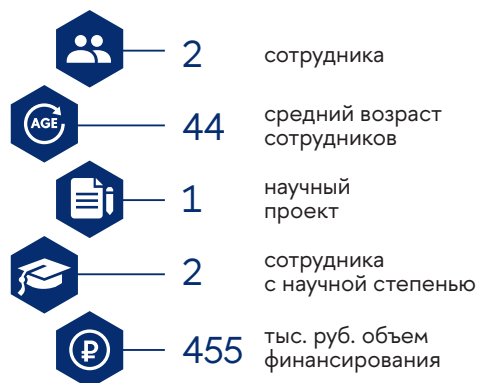 2 сотрудника
AGE
44 средний возраст
сотрудников
1 научный
проект
2 сотрудника
с научной степенью
455 тыс. руб. объем
финансирования